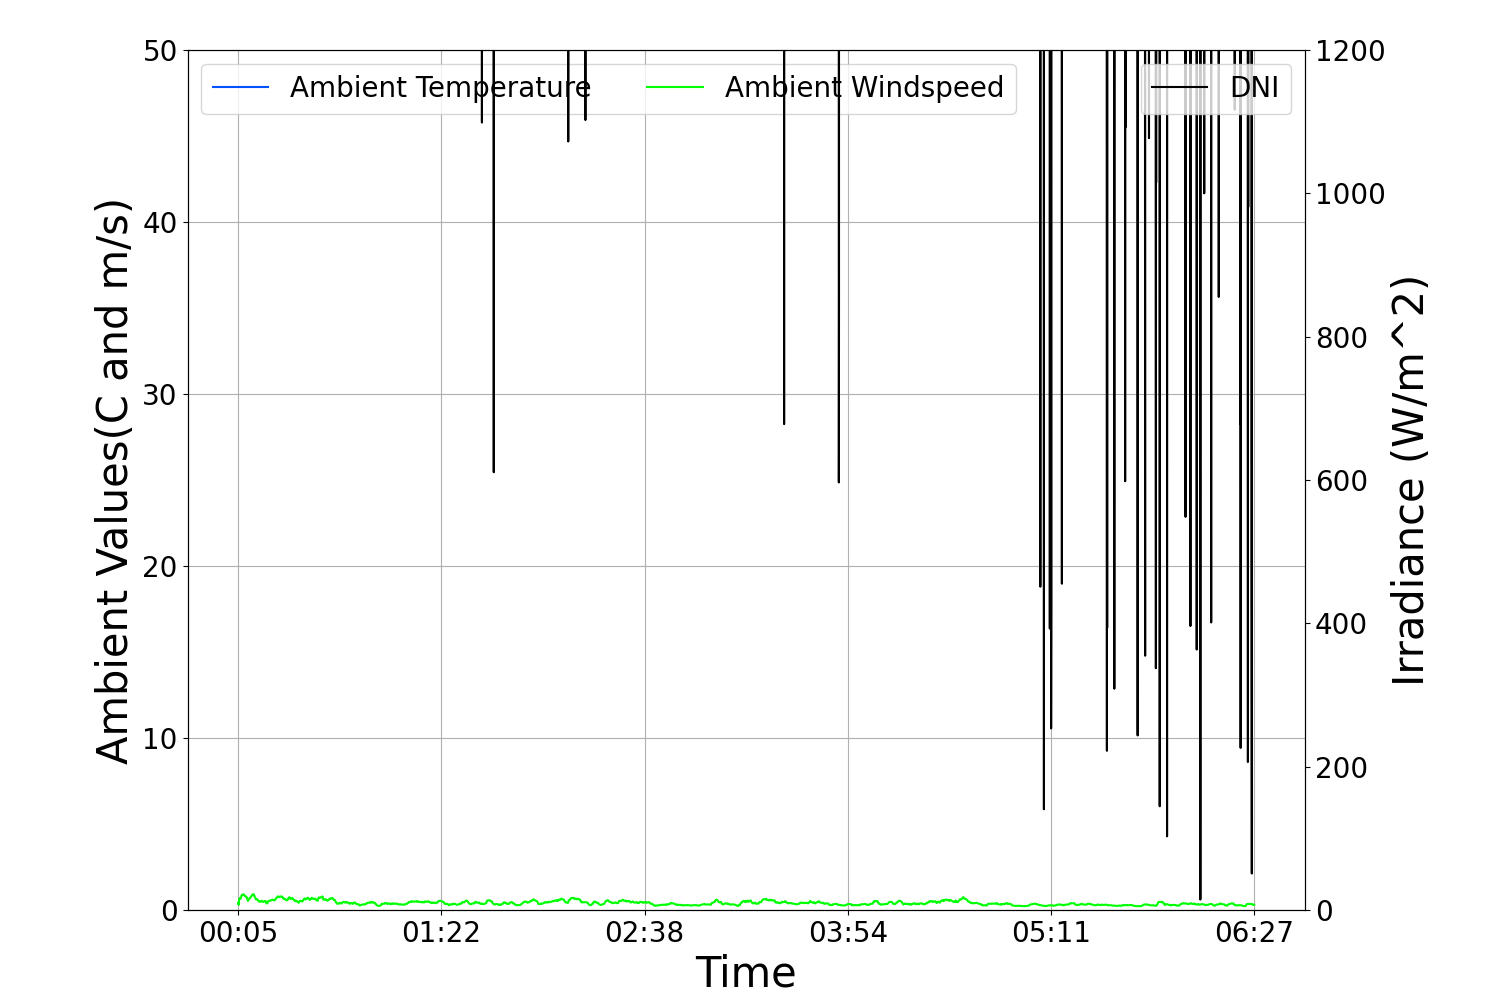 Ambient Temperature Ambient Windspeed DNI
Ambient Values(C and m/s)
50
40
30
20
10
0
1200
1000
800
600
400
200
0
Irradiance (W/m^2)
00:05 01:22 02:38 03:54 05:11 06:27
Time